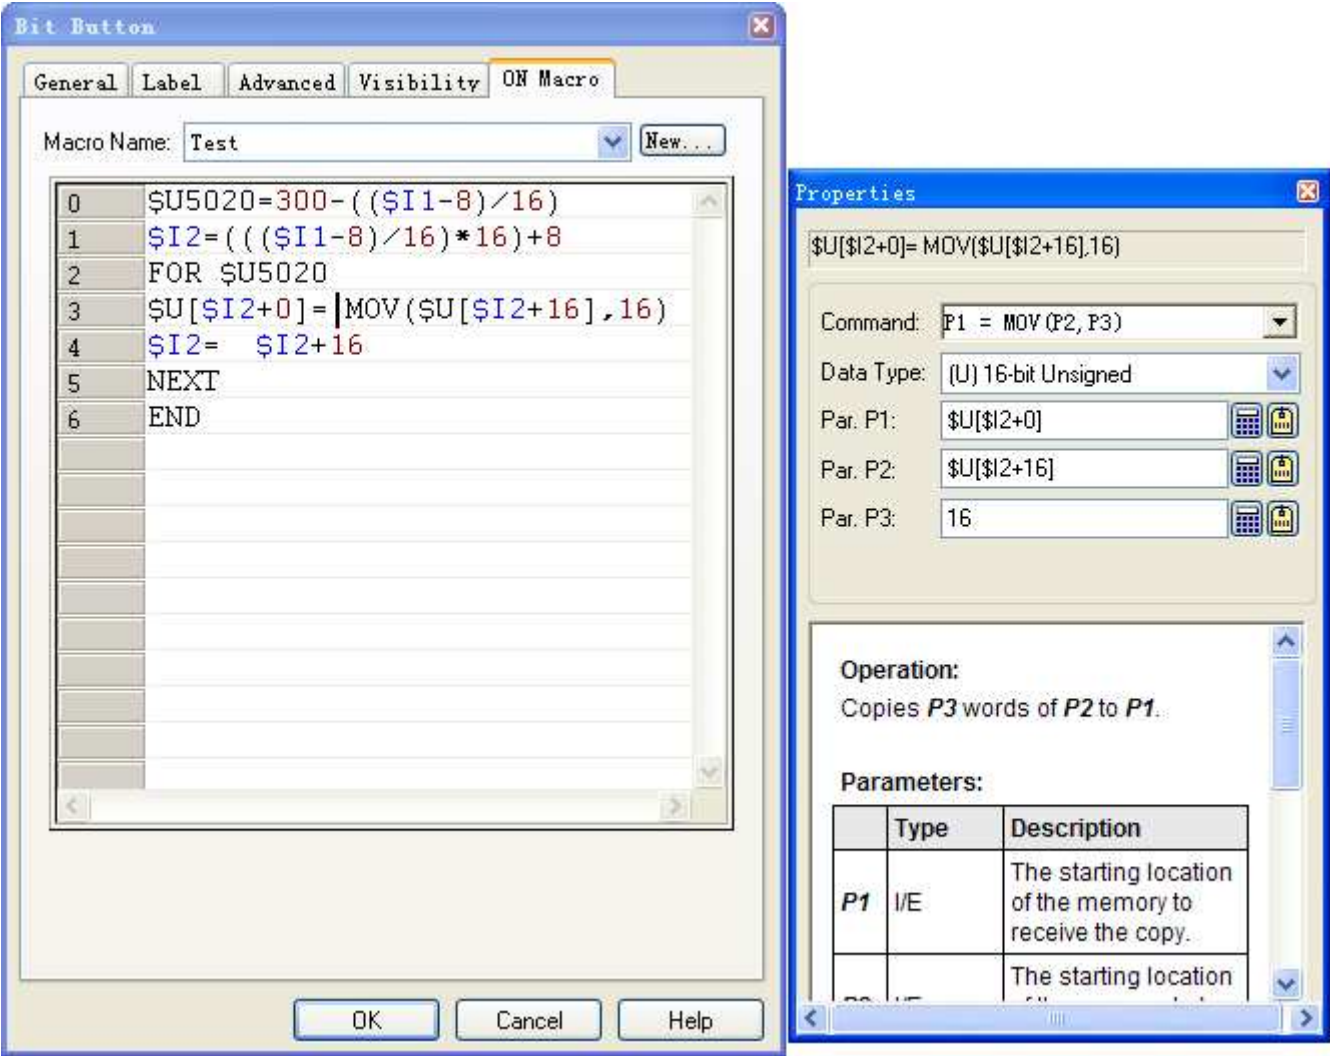 Bit Button
General Label Advanced Visibility ON Macro
Macro Name: Test New...
0 $U5020=300-(($I1-8)/16)
1 $I2=((($I1-8)/16)*16)+8
2 FOR $U5020
3 $U[$I2+0]= MOV($U[$I2+16],16)
4 $I2= $I2+16
5 NEXT
6 END
OK Cancel Help
Properties
$U[$I2+0]= MOV($U[$I2+16],16)
Command: P1 = MOV(P2, P3)
Data Type: (U) 16-bit Unsigned
Par. P1: $U[$I2+0]
Par. P2: $U[$I2+16]
Par. P3: 16
Operation:
Copies P3 words of P2 to P1.
Parameters:
Type Description
P1 I/E The starting location
of the memory to
receive the copy.
The starting location